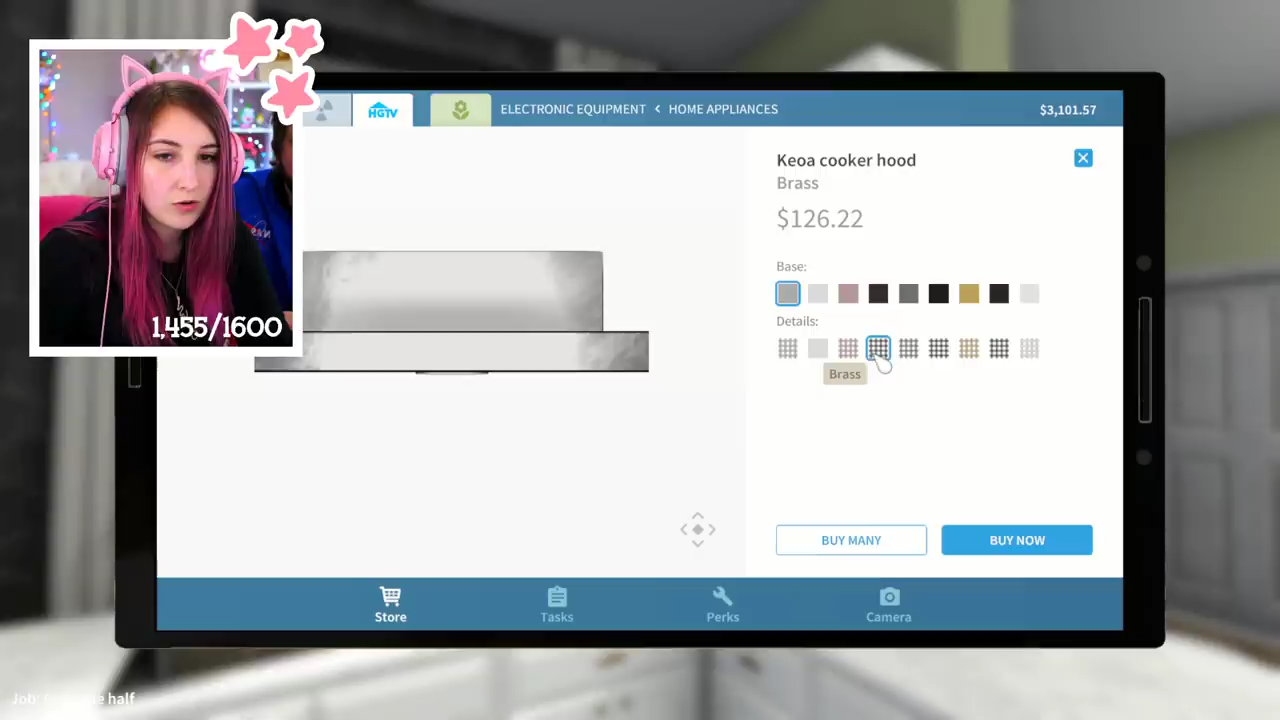 HGTV
ELECTRONIC EQUIPMENT < HOME APPLIANCES
$3,101.57
Keoa cooker hood
Brass
$126.22
Base:
Details:
Brass
1,455/1600
BUY MANY
BUY NOW
Store
Tasks
Perks
Camera
Job: half